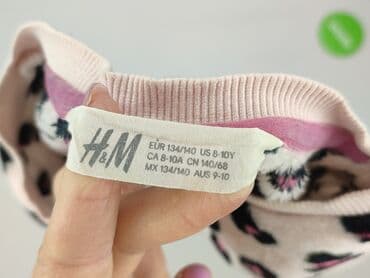 H&M
EUR 134/140 US 8-10Y
CA 8-10A CN 140/68
MX 134/140 AUS 9-10